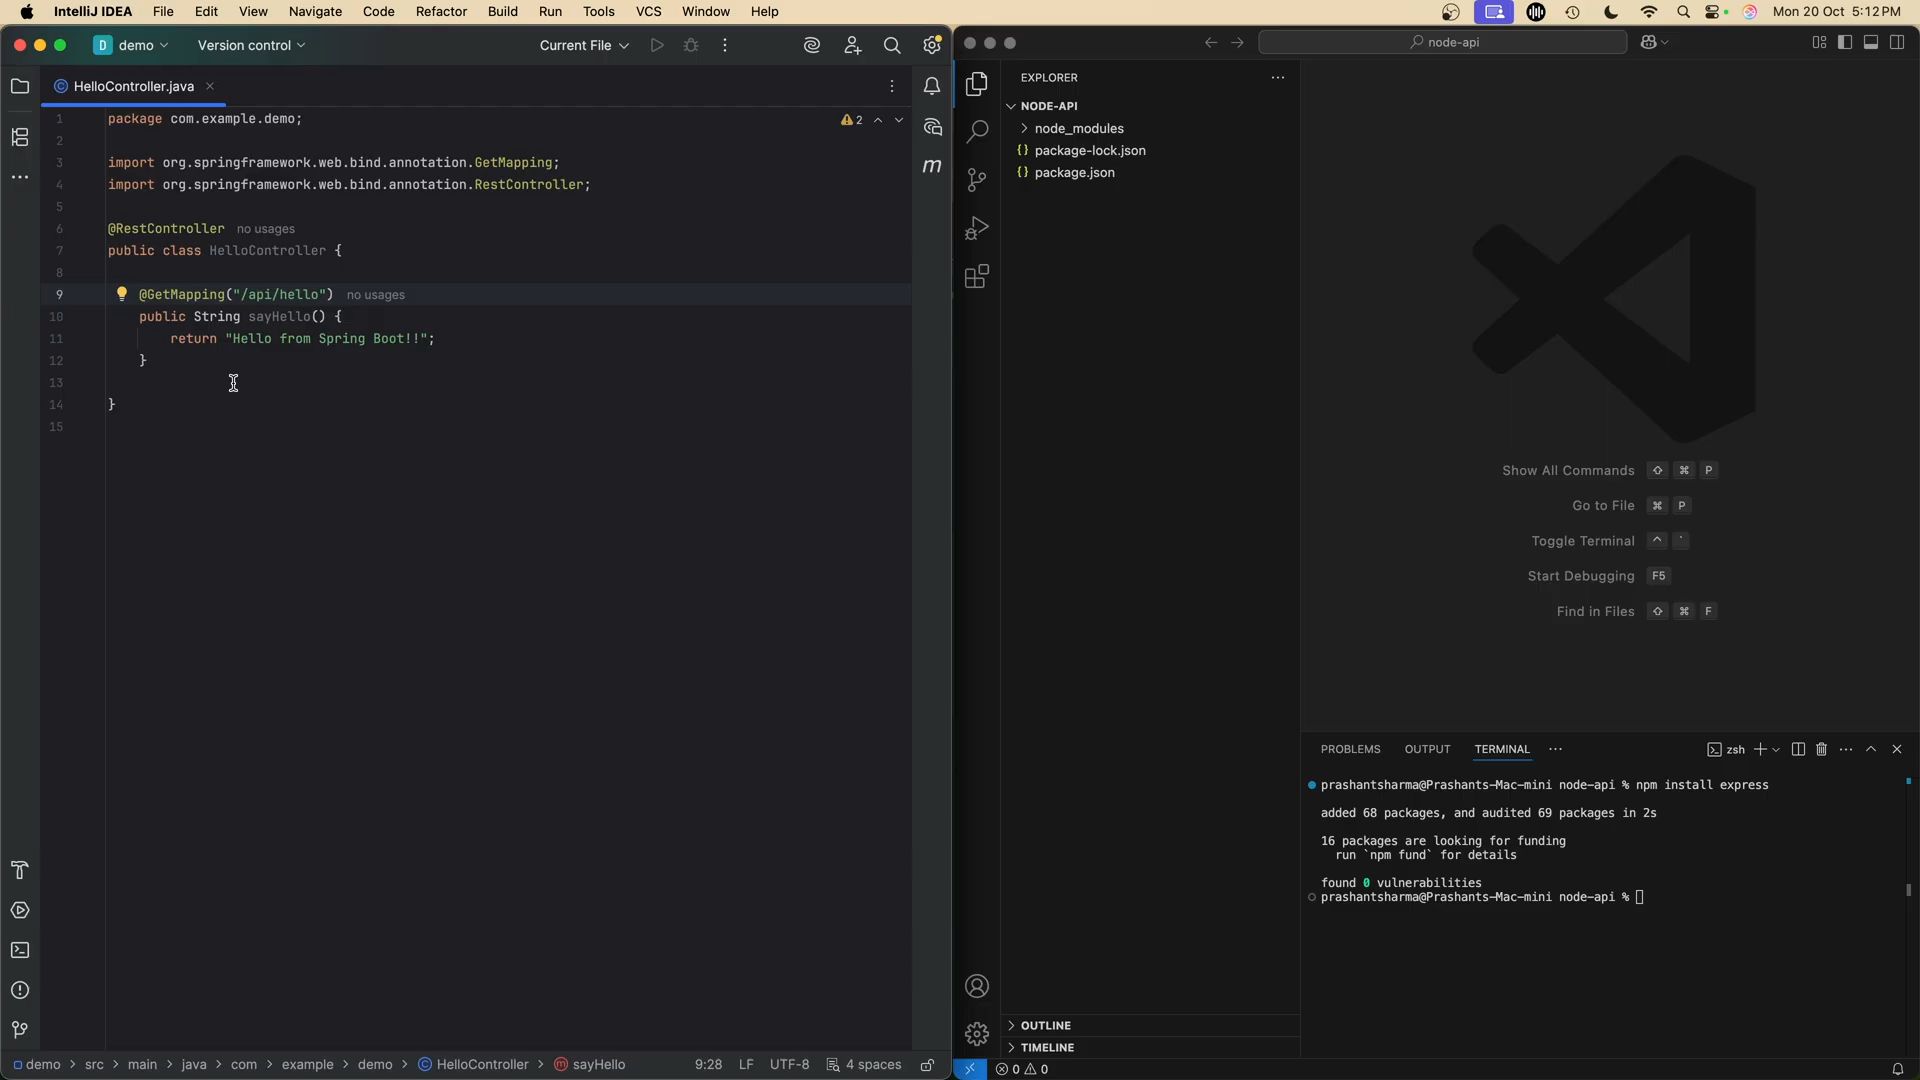 IntelliJ IDEA File Edit View Navigate Code Refactor Build Run Tools VCS Window Help Mon 20 Oct 5:12 PM
D demo Version control Current File
HelloController.java
1 package com.example.demo; 2
2
3 import org.springframework.web.bind.annotation.GetMapping;
4 import org.springframework.web.bind.annotation.RestController;
5
6 @RestController no usages
7 public class HelloController {
8
9 @GetMapping("/api/hello") no usages
10 public String sayHello() {
11 return "Hello from Spring Boot!!";
12 }
13
14 }
15
m
demo > src > main > java > com > example > demo > HelloController > sayHello 9:28 LF UTF-8 4 spaces
node-api
EXPLORER
NODE-API
node_modules
{} package-lock.json
{} package.json
Show All Commands ⇧ ⌘ P
Go to File ⌘ P
Toggle Terminal ^ `
Start Debugging F5
Find in Files ⇧ ⌘ F
PROBLEMS OUTPUT TERMINAL zsh
prashantsharma@Prashants-Mac-mini node-api % npm install express
added 68 packages, and audited 69 packages in 2s
16 packages are looking for funding
run `npm fund` for details
found 0 vulnerabilities
prashantsharma@Prashants-Mac-mini node-api %
OUTLINE
TIMELINE
0 0